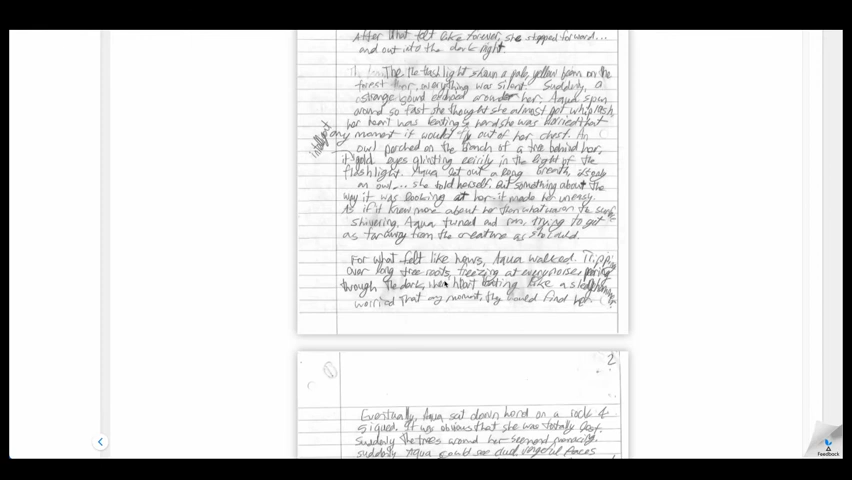 After what felt like forever, she stepped forward...
and out into the dark night.
The the flashlight shown a pale, yellow beam on the
forest floor, everything was silent. Suddenly, a
strange sound echoed around her; Aqua spun
around so fast she thought she almost got whiplash,
her heart was beating so hard she was worried that
any moment it would fly out of her chest. An
owl perched on the branch of a tree behind her,
intelligent
it gold eyes glinting eerily in the light of the
flashlight. Aqua let out a long breath,
an owl... she told herself, but something about the
way it was looking at her it made her uneasy.
As if it knew more about her than what was on the surface
shivering, Aqua turned and ran, trying to get
as far away from the creature as she could.
For what felt like hours, Aqua walked. Tripping
over long tree roots, freezing at every noise, peering
through the dark, her heart beating like a
worried that any moment, they would find her.
2
Eventually, Aqua sat down hard on a rock &
siqued. It was obvious that she was totally lost.
Suddenly the trees around her seemed menacing.
suddenly Aqua could see cruel, vengeful faces
Feedback